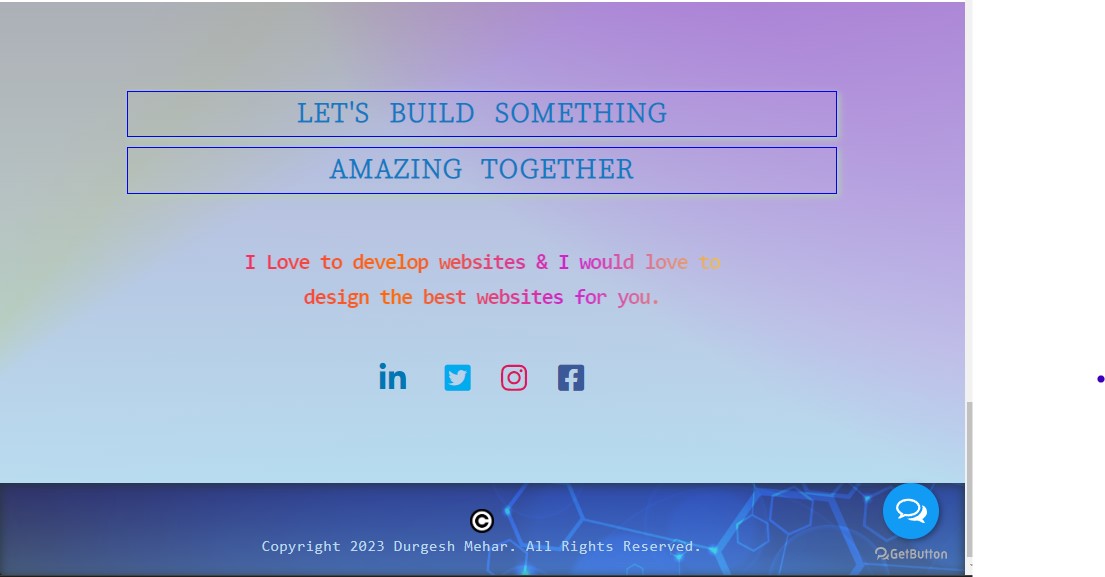 LET'S BUILD SOMETHING
AMAZING TOGETHER
I Love to develop websites & I would love to
design the best websites for you.
in
©
Copyright 2023 Durgesh Mehar. All Rights Reserved.
GetButton